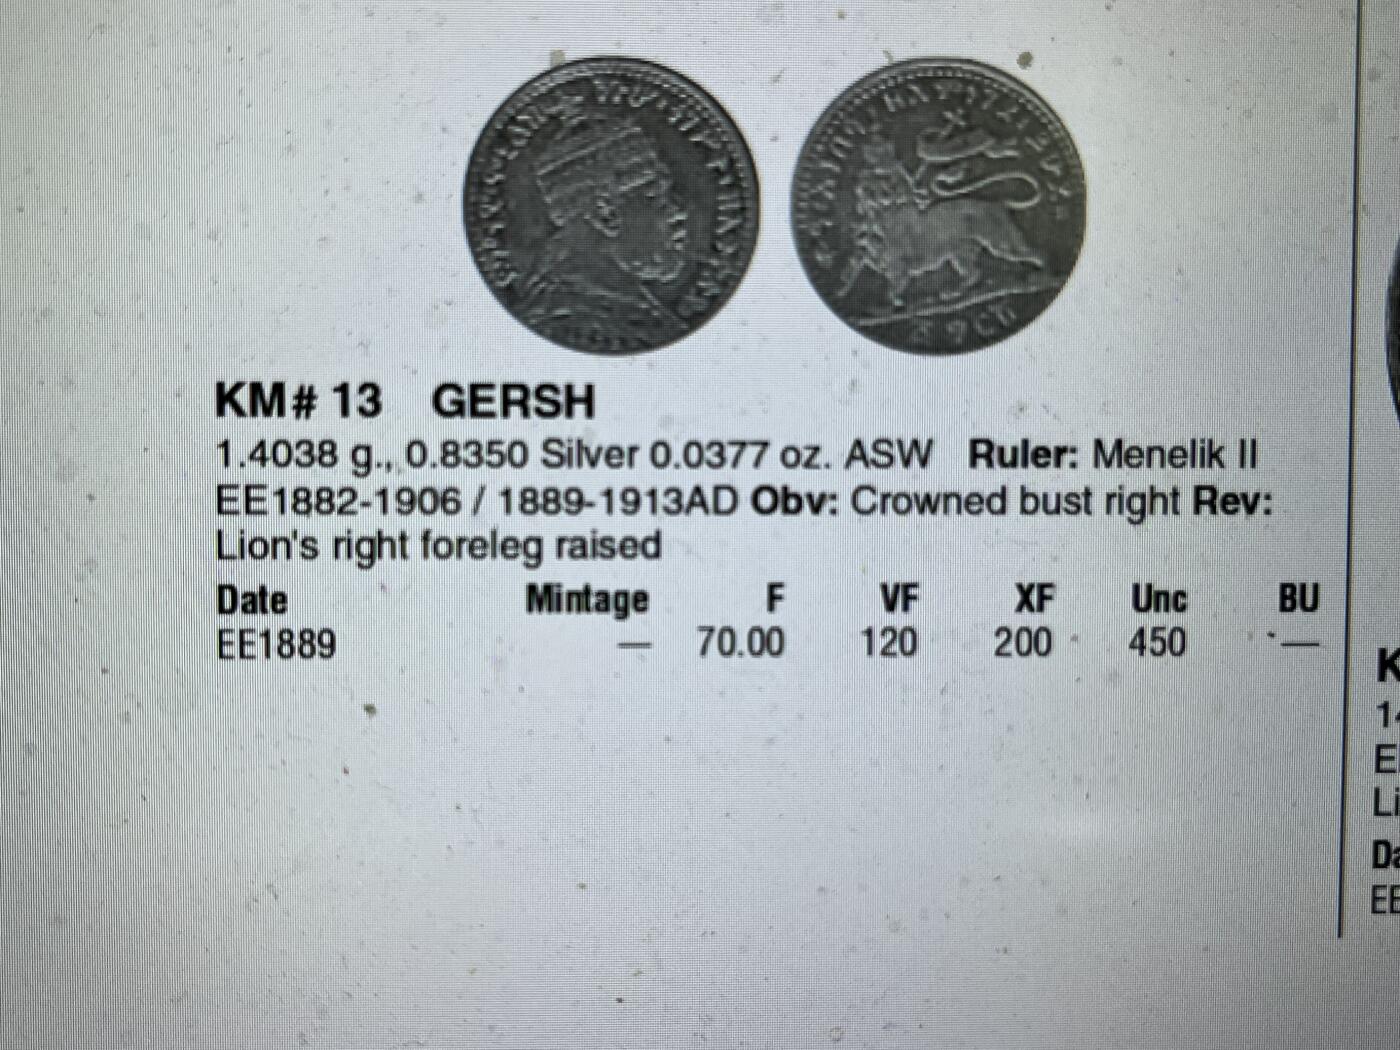 KM# 13 GERSH
1.4038 g., 0.8350 Silver 0.0377 oz. ASW Ruler: Menelik II
EE1882-1906 / 1889-1913AD Obv: Crowned bust right Rev:
Lion's right foreleg raised
Date Mintage F VF XF Unc BU
EE1889 — 70.00 120 200 450 —